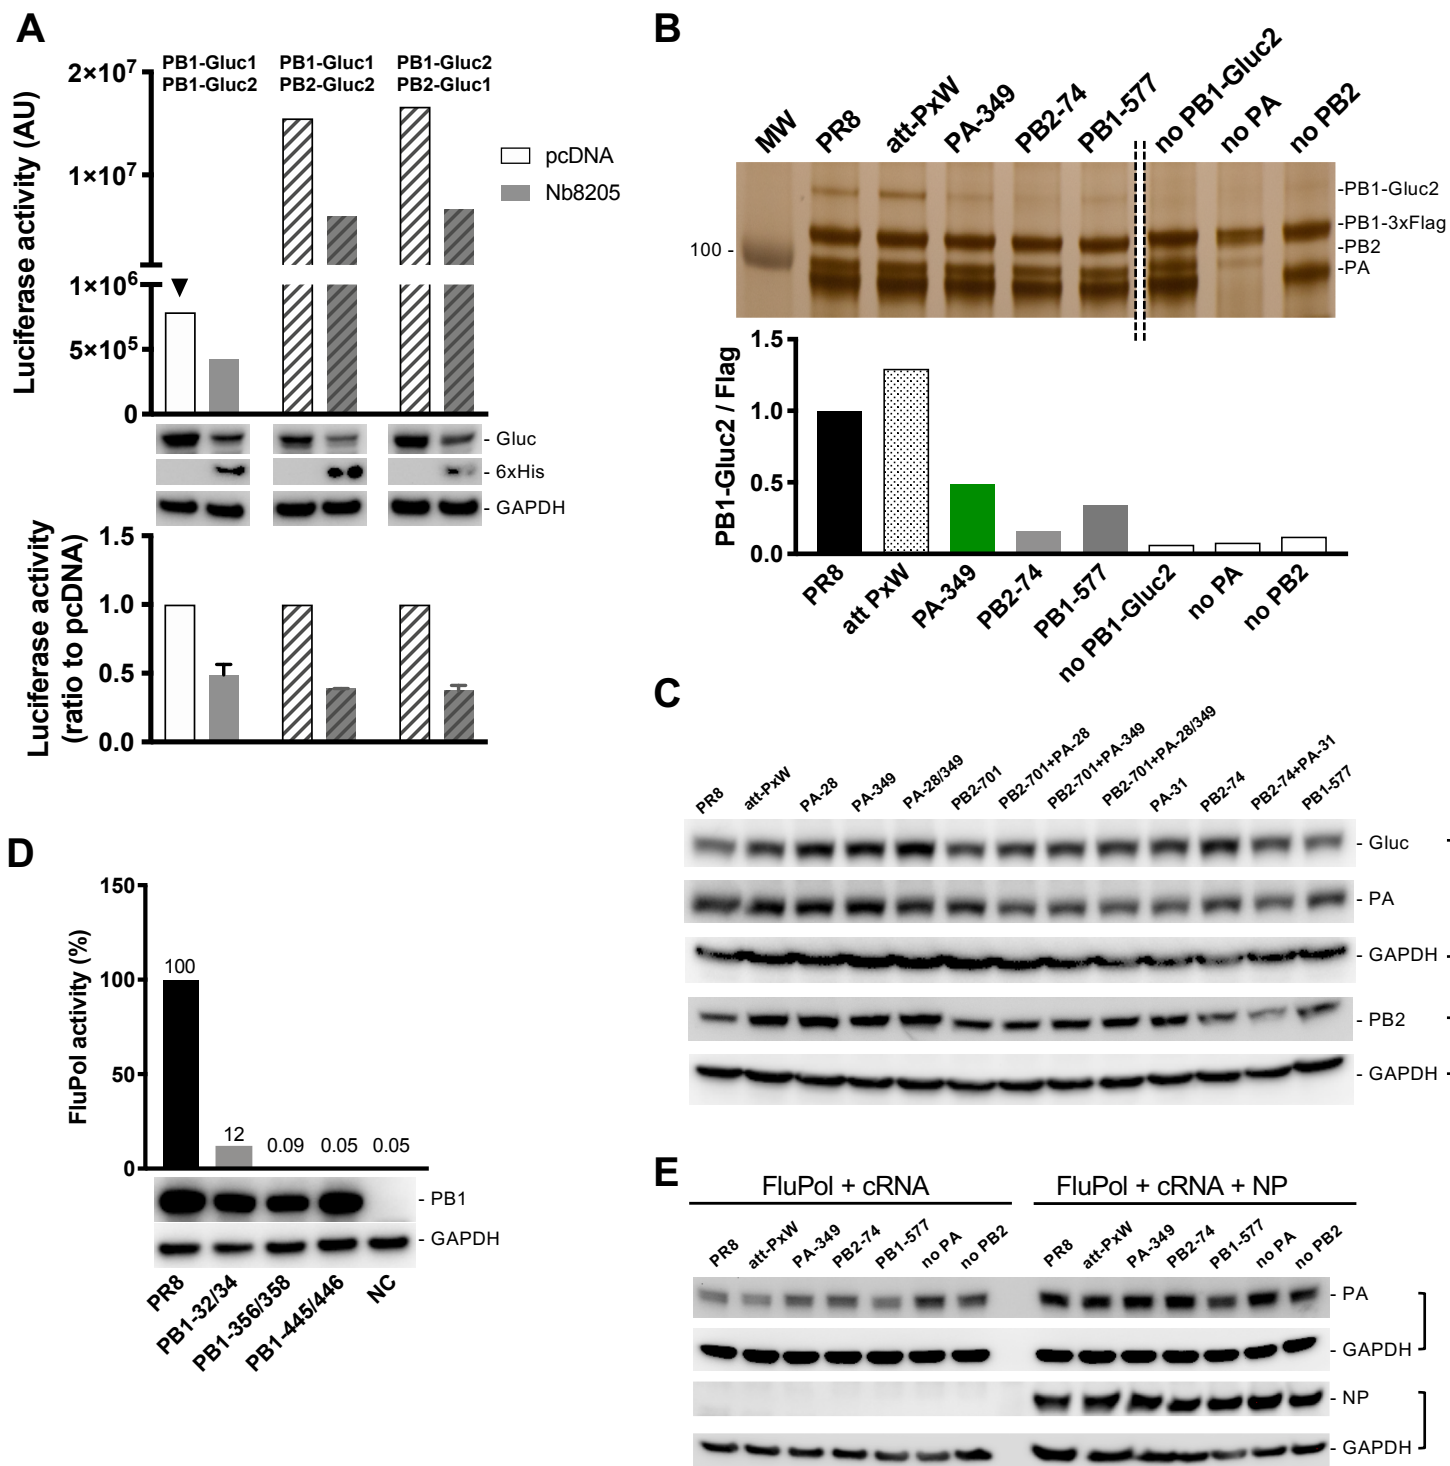 A
PB1-Gluc1 PB1-Gluc1 PB1-Gluc2
PB1-Gluc2 PB2-Gluc2 PB2-Gluc1
Luciferase activity (AU)
2×10⁷
1×10⁷
1×10⁶
5×10⁵
0
pcDNA
Nb8205
- Gluc
- 6xHis
- GAPDH
Luciferase activity
(ratio to pcDNA)
1.5
1.0
0.5
0.0
B
MW PR8 att-PxW PA-349 PB2-74 PB1-577 no PB1-Gluc2 no PA no PB2
100 -
-PB1-Gluc2
-PB1-3xFlag
-PB2
-PA
PB1-Gluc2 / Flag
1.5
1.0
0.5
0.0
PR8 att PxW PA-349 PB2-74 PB1-577 no PB1-Gluc2 no PA no PB2
C
PR8 att-PxW PA-28 PA-349 PA-28/349 PB2-701 PB2-701+PA-28 PB2-701+PA-349 PB2-701+PA-28/349 PA-31 PB2-74 PB2-74+PA-31 PB1-577
- Gluc
- PA
- GAPDH
- PB2
- GAPDH
D
FluPol activity (%)
150
100
50
0
100 12 0.09 0.05 0.05
- PB1
- GAPDH
PR8 PB1-32/34 PB1-356/358 PB1-445/446 NC
E
FluPol + cRNA FluPol + cRNA + NP
PR8 att-PxW PA-349 PB2-74 PB1-577 no PA no PB2 PR8 att-PxW PA-349 PB2-74 PB1-577 no PA no PB2
- PA
- GAPDH
- NP
- GAPDH